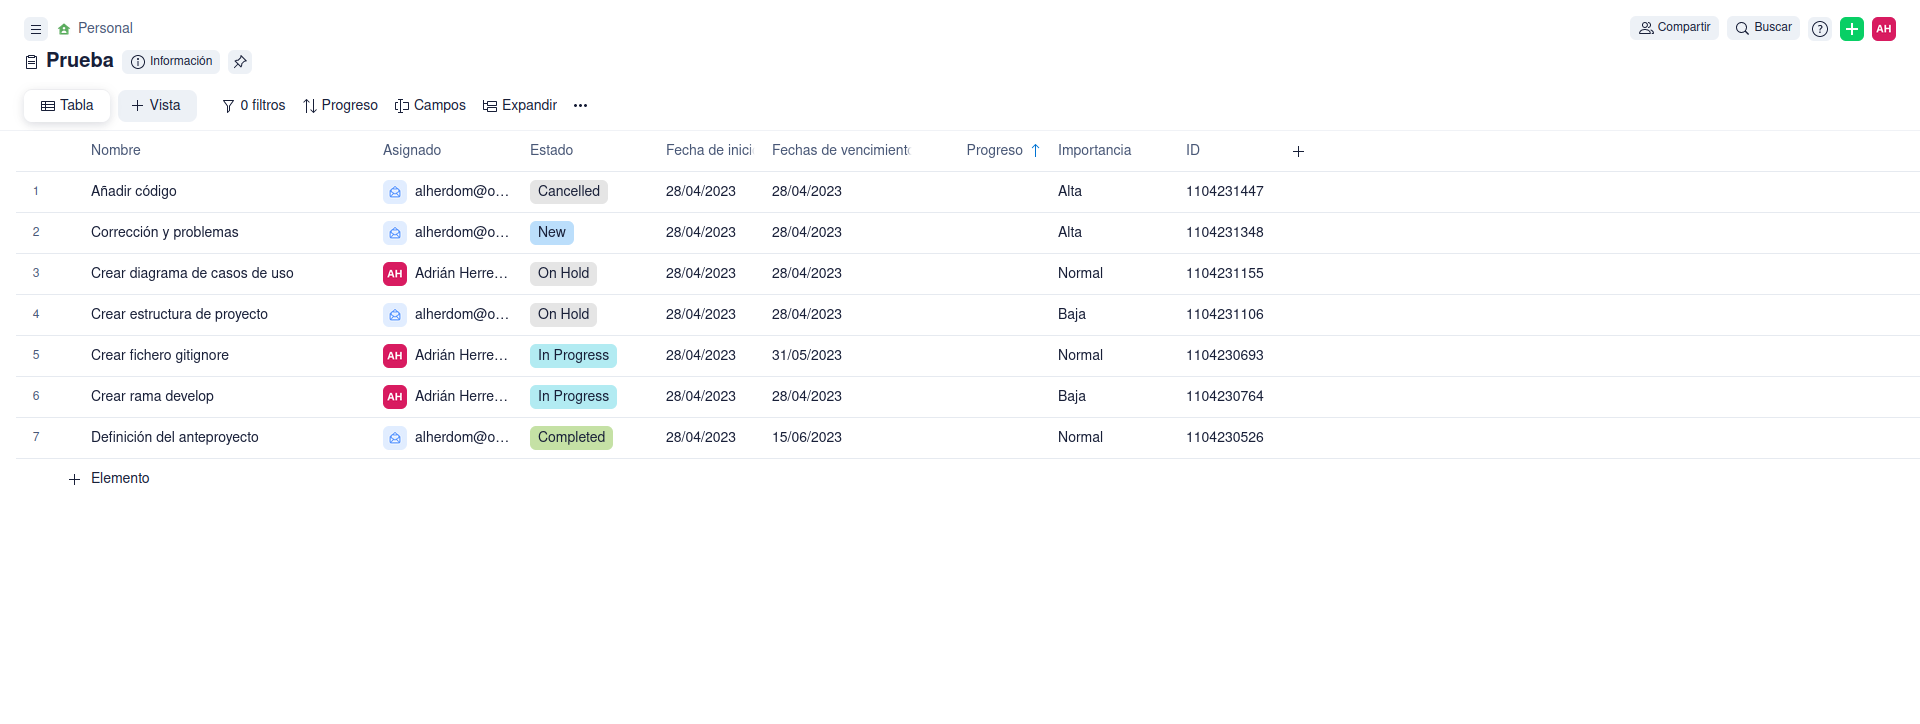 Personal
Compartir Buscar ? AH
Prueba Información
Tabla Vista 0 filtros Progreso Campos Expandir
Nombre Asignado Estado Fecha de inici Fechas de vencimient Progreso Importancia ID
1 Añadir código alherdom@o... Cancelled 28/04/2023 28/04/2023 Alta 1104231447
2 Corrección y problemas alherdom@o... New 28/04/2023 28/04/2023 Alta 1104231348
3 Crear diagrama de casos de uso AH Adrián Herre... On Hold 28/04/2023 28/04/2023 Normal 1104231155
4 Crear estructura de proyecto alherdom@o... On Hold 28/04/2023 28/04/2023 Baja 1104231106
5 Crear fichero gitignore AH Adrián Herre... In Progress 28/04/2023 31/05/2023 Normal 1104230693
6 Crear rama develop AH Adrián Herre... In Progress 28/04/2023 28/04/2023 Baja 1104230764
7 Definición del anteproyecto alherdom@o... Completed 28/04/2023 15/06/2023 Normal 1104230526
Elemento